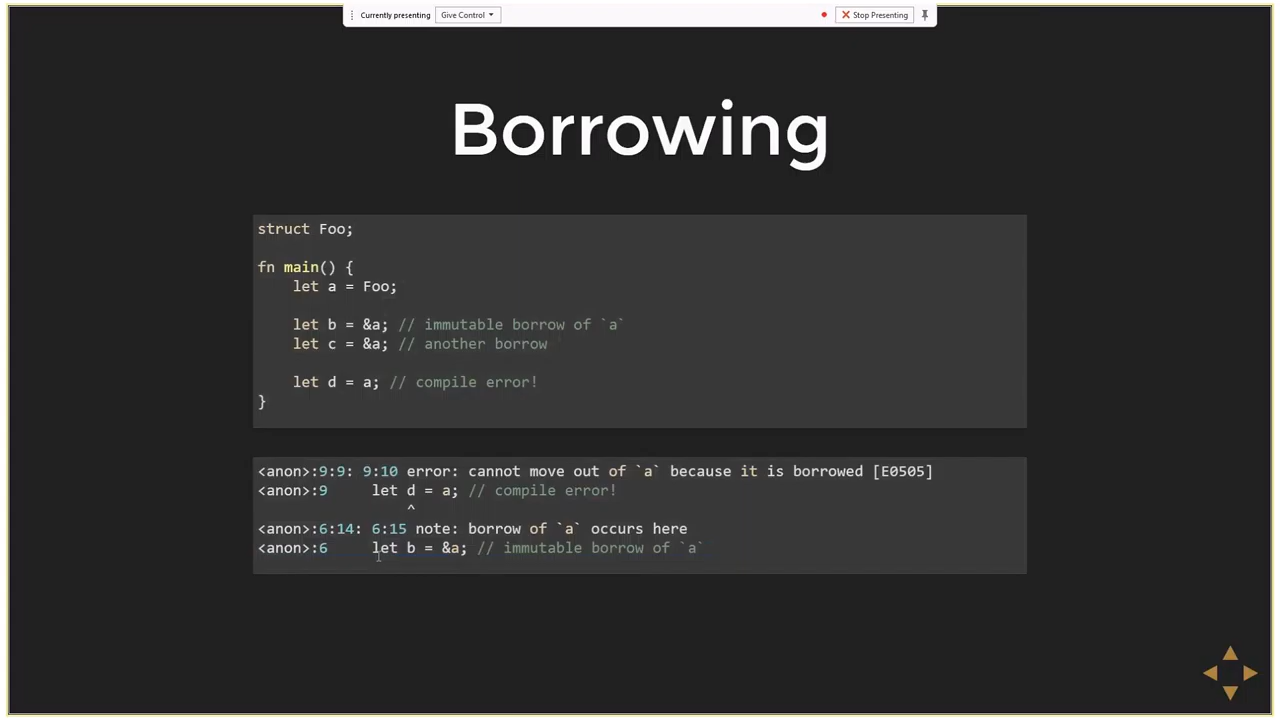 Currently presenting Give Control Stop Presenting
Borrowing
struct Foo;
fn main() {
    let a = Foo;
    let b = &a; // immutable borrow of `a`
    let c = &a; // another borrow
    let d = a; // compile error!
}
<anon>:9:9: 9:10 error: cannot move out of `a` because it is borrowed [E0505]
<anon>:9     let d = a; // compile error!
                 ^
<anon>:6:14: 6:15 note: borrow of `a` occurs here
<anon>:6     let b = &a; // immutable borrow of `a`